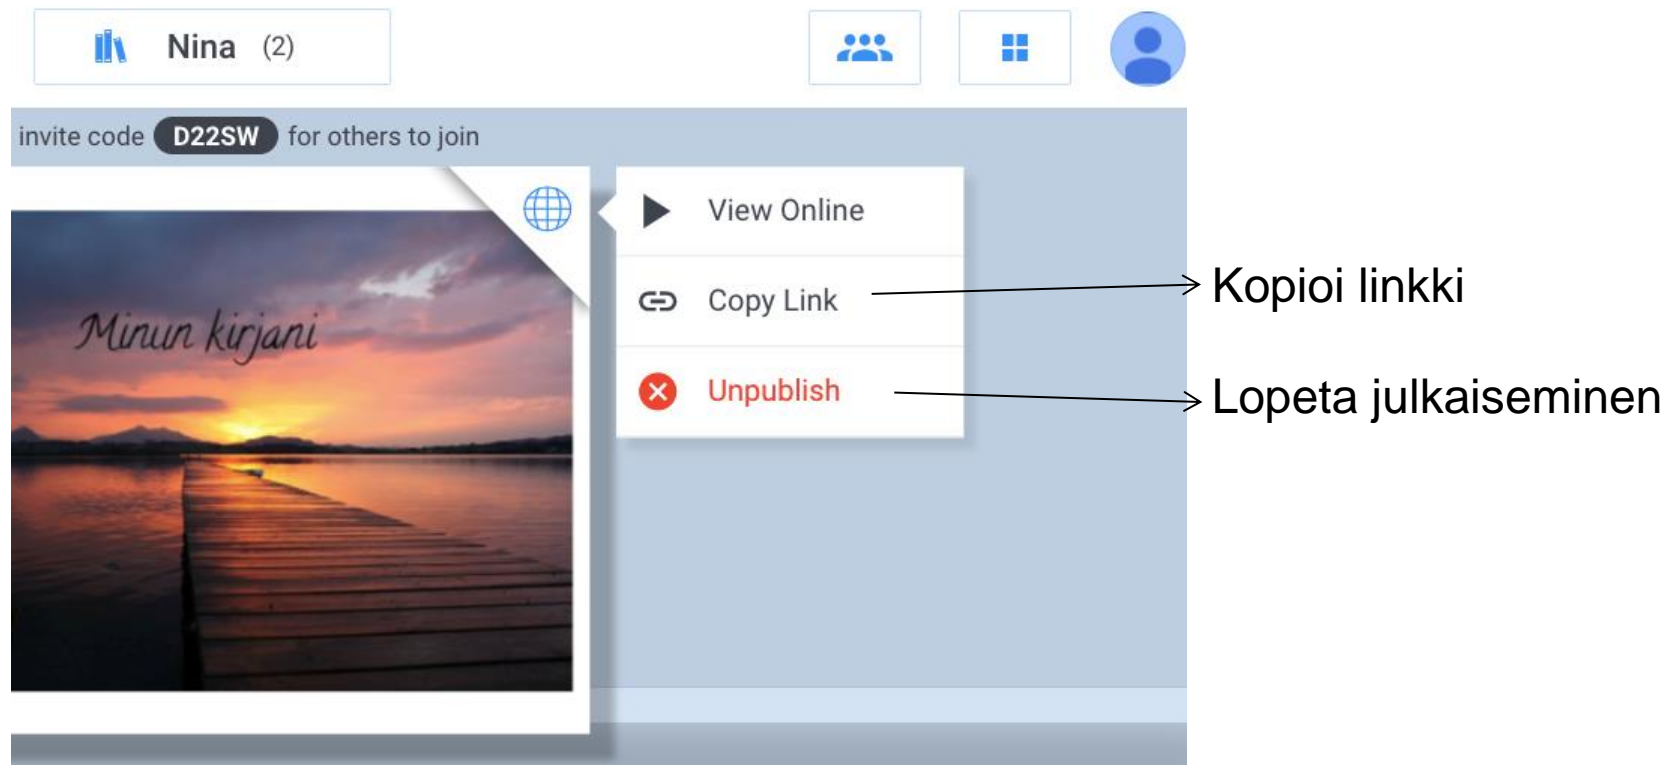 Nina (2)
invite code D22SW for others to join
Minun kirjani
View Online
Copy Link
Kopioi linkki
Unpublish
Lopeta julkaiseminen